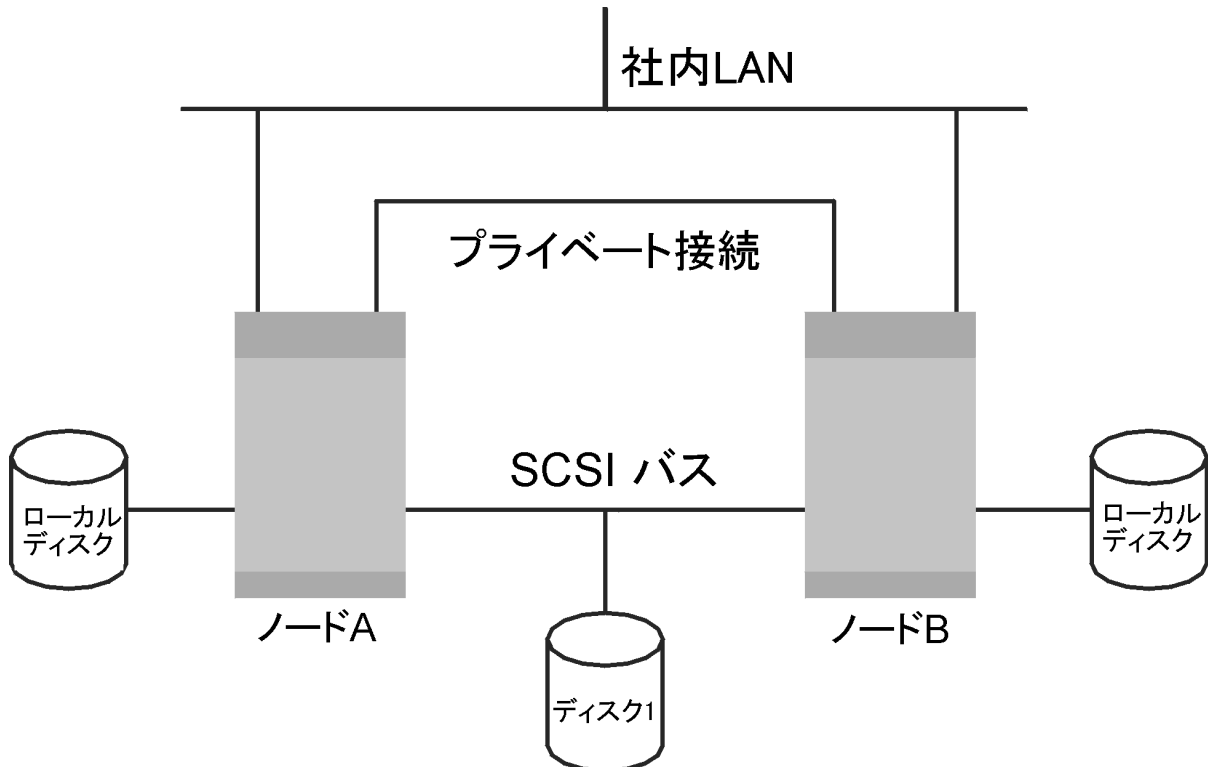 社内LAN
プライベート接続
SCSI バス
ローカル
ディスク
ローカル
ディスク
ノードA
ノードB
ディスク1